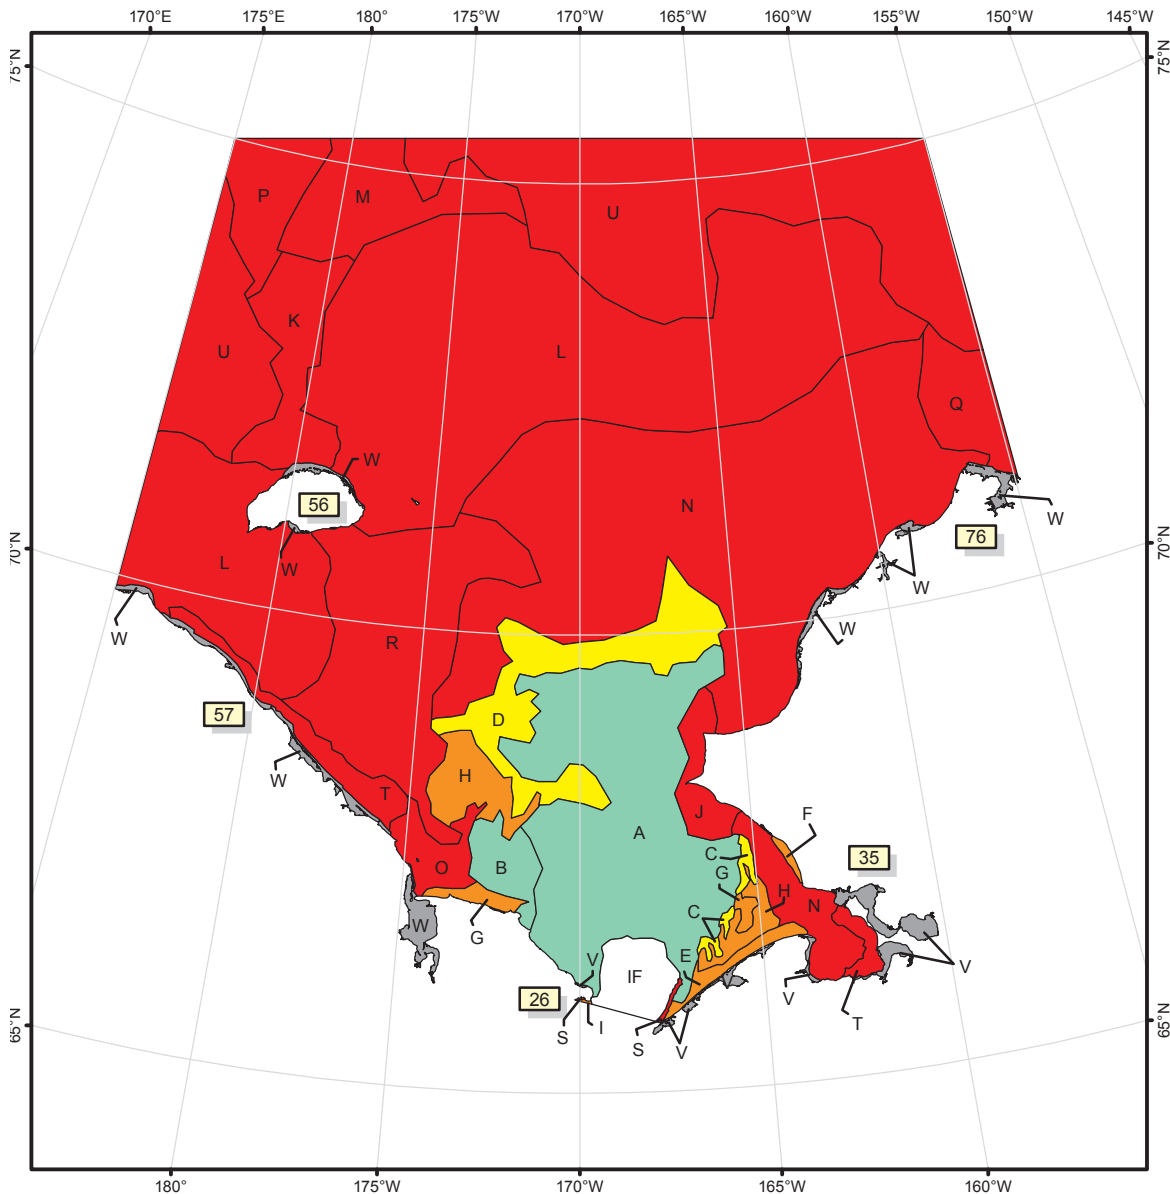 170°E 175°E 180° 175°W 170°W 165°W 160°W 155°W 150°W 145°W
75°N 75°N
P M U
K
U L
Q
W
56 N W
76
70°N L W 70°N
W
W R W
57 D
W H
T J F
A
C 35
O B G H
N
W G C
E V
V IF
26 V
S I S V T
65°N 65°N
180° 175°W 170°W 165°W 160°W